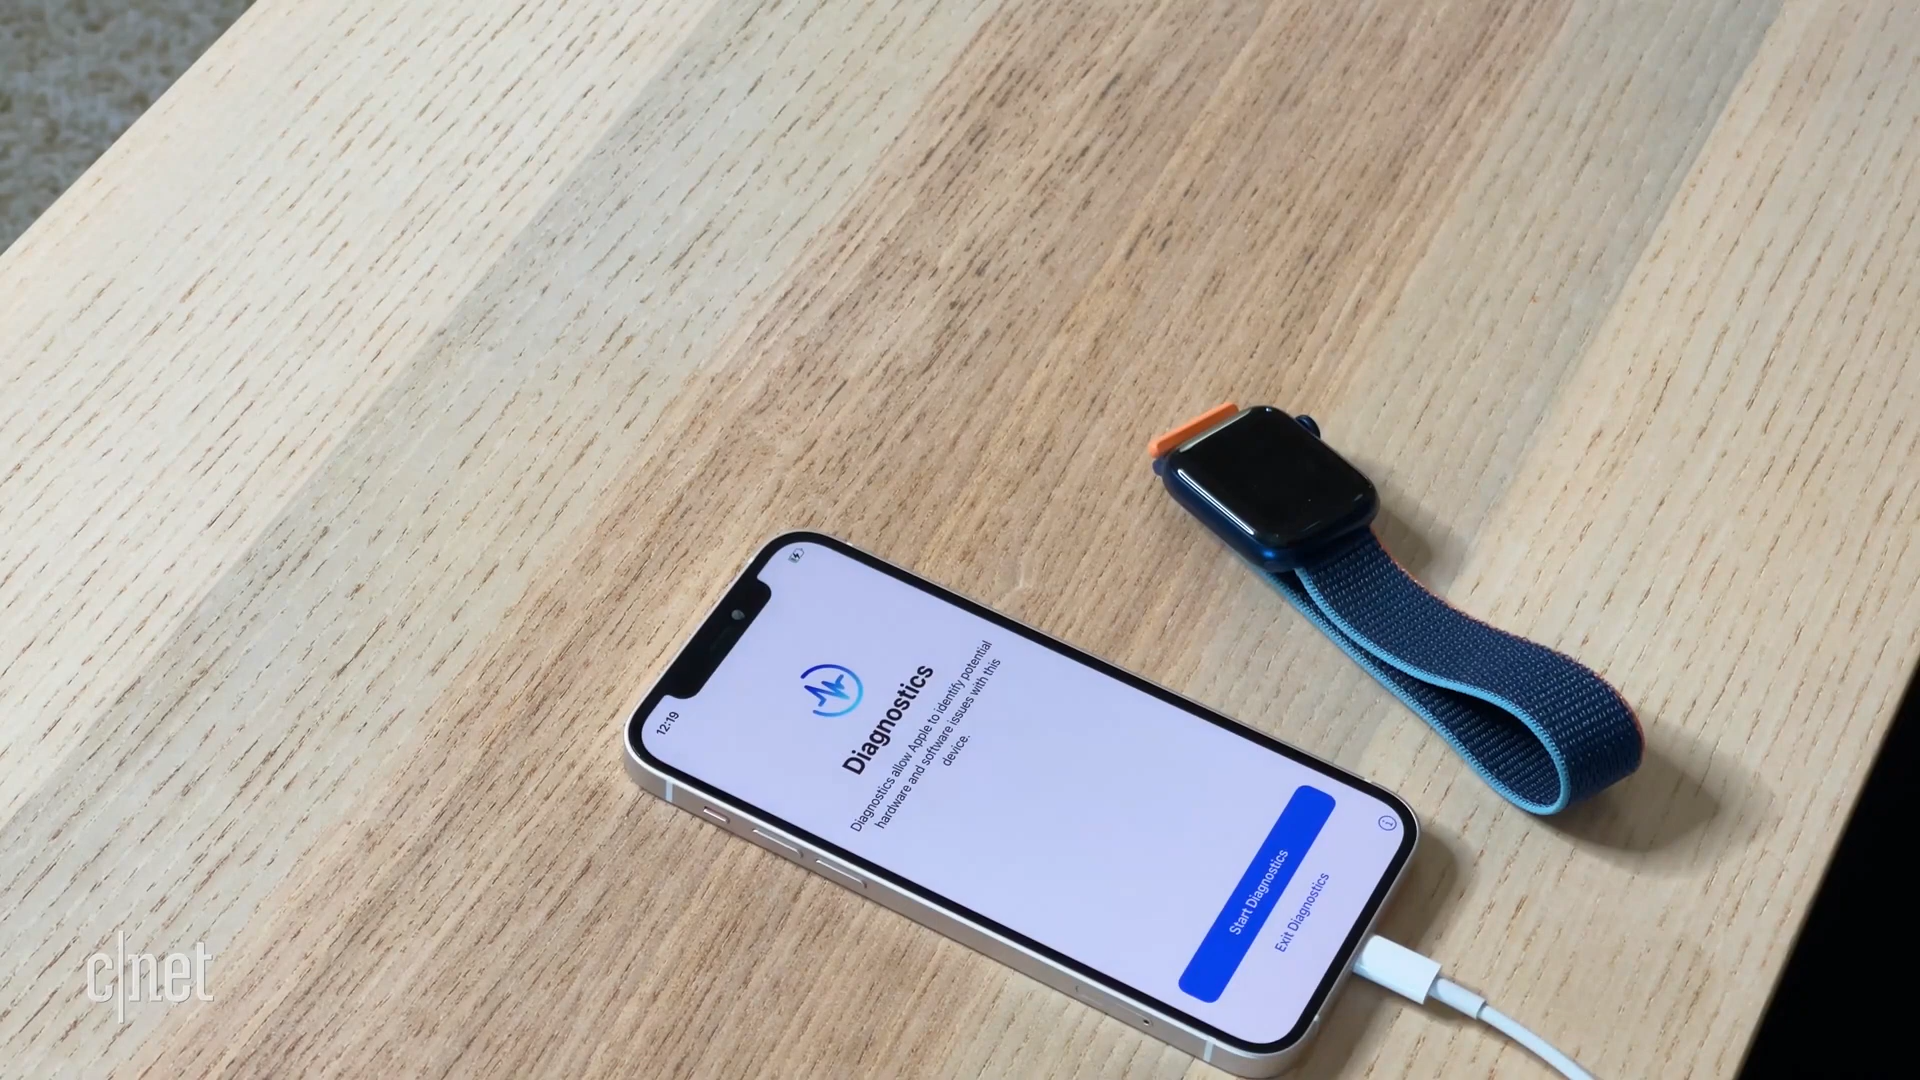 12:19
Diagnostics
Diagnostics allow Apple to identify potential
hardware and software issues with this
device.
Start Diagnostics
Exit Diagnostics
c|net